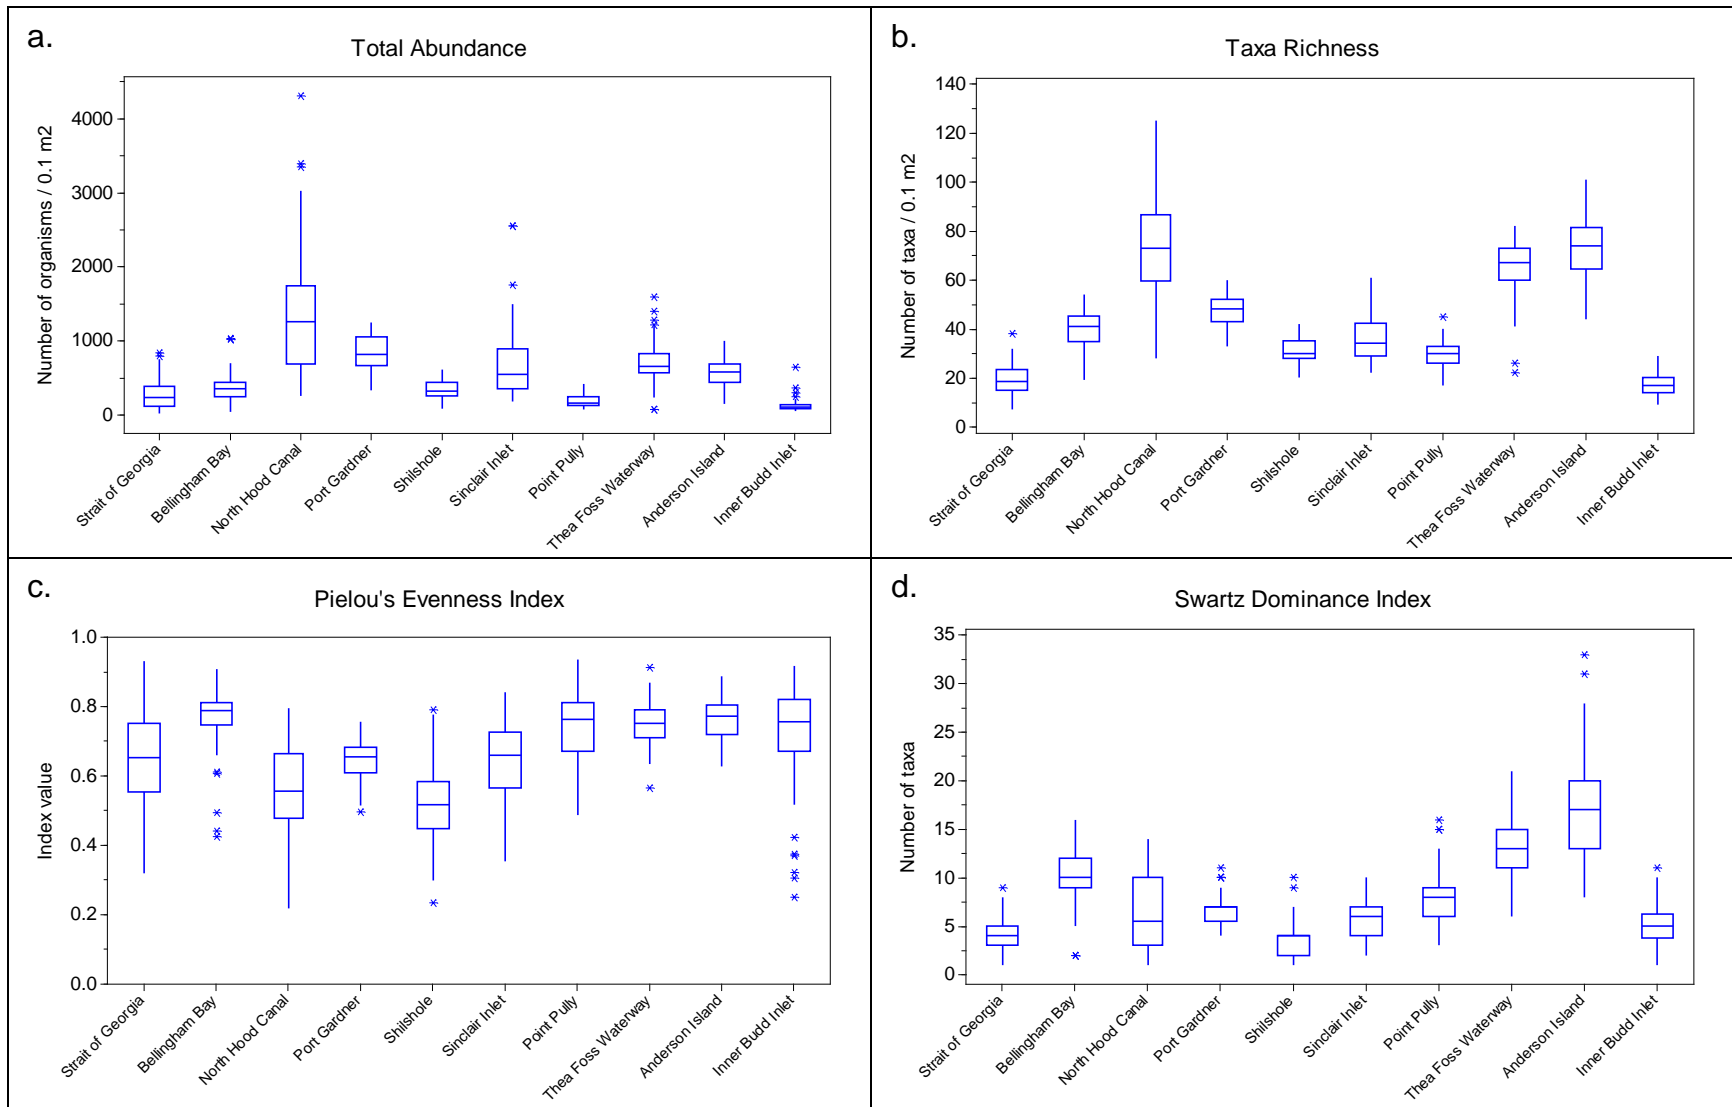 a.
Total Abundance
Number of organisms / 0.1 m2
4000
3000
2000
1000
0
Strait of Georgia
Bellingham Bay
North Hood Canal
Port Gardner
Shilshole
Sinclair Inlet
Point Pully
Thea Foss Waterway
Anderson Island
Inner Budd Inlet
b.
Taxa Richness
Number of taxa / 0.1 m2
140
120
100
80
60
40
20
0
Strait of Georgia
Bellingham Bay
North Hood Canal
Port Gardner
Shilshole
Sinclair Inlet
Point Pully
Thea Foss Waterway
Anderson Island
Inner Budd Inlet
c.
Pielou's Evenness Index
Index value
1.0
0.8
0.6
0.4
0.2
0.0
Strait of Georgia
Bellingham Bay
North Hood Canal
Port Gardner
Shilshole
Sinclair Inlet
Point Pully
Thea Foss Waterway
Anderson Island
Inner Budd Inlet
d.
Swartz Dominance Index
Number of taxa
35
30
25
20
15
10
5
0
Strait of Georgia
Bellingham Bay
North Hood Canal
Port Gardner
Shilshole
Sinclair Inlet
Point Pully
Thea Foss Waterway
Anderson Island
Inner Budd Inlet